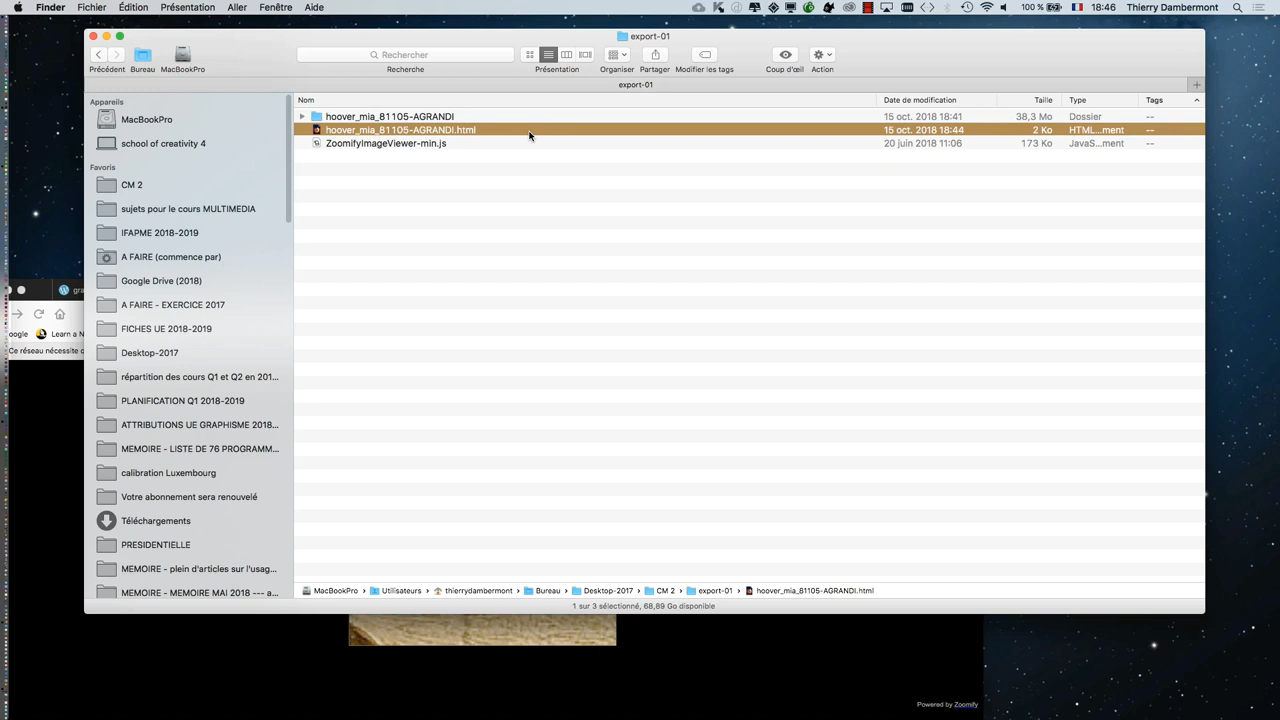 Finder Fichier Édition Présentation Aller Fenêtre Aide 100 % 18:46 Thierry Dambermont
export-01
Rechercher
Précédent Bureau MacBookPro Recherche Présentation Organiser Partager Modifier les tags Coup d'œil Action
export-01
Appareils
MacBookPro
school of creativity 4
Favoris
CM 2
sujets pour le cours MULTIMEDIA
IFAPME 2018-2019
A FAIRE (commence par)
Google Drive (2018)
A FAIRE - EXERCICE 2017
FICHES UE 2018-2019
Desktop-2017
répartition des cours Q1 et Q2 en 201...
PLANIFICATION Q1 2018-2019
ATTRIBUTIONS UE GRAPHISME 2018...
MEMOIRE - LISTE DE 76 PROGRAMM...
calibration Luxembourg
Votre abonnement sera renouvelé
Téléchargements
PRESIDENTIELLE
MEMOIRE - plein d'articles sur l'usag...
MEMOIRE - MEMOIRE MAI 2018 --- a...
Nom Date de modification Taille Type Tags
hoover_mia_81105-AGRANDI 15 oct. 2018 18:41 38,3 Mo Dossier --
hoover_mia_81105-AGRANDI.html 15 oct. 2018 18:44 2 Ko HTML...ment --
ZoomifyImageViewer-min.js 20 juin 2018 11:06 173 Ko JavaS...ment --
MacBookPro Utilisateurs thierrydambermont Bureau Desktop-2017 CM 2 export-01 hoover_mia_81105-AGRANDI.html
1 sur 3 sélectionné, 68,89 Go disponible
gra
oogle Learn a N
Ce réseau nécessite
Powered by Zoomify